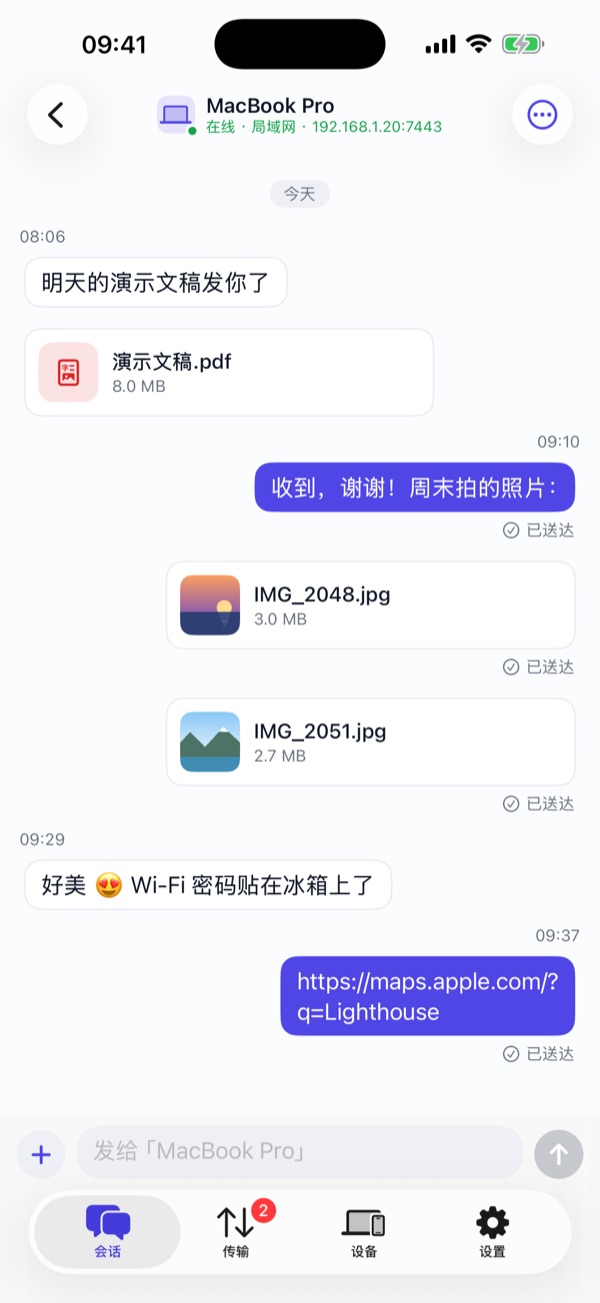 09:41
MacBook Pro
在线 · 局域网 · 192.168.1.20:7443
今天
08:06
明天的演示文稿发你了
演示文稿.pdf
8.0 MB
09:10
收到，谢谢！周末拍的照片：
已送达
IMG_2048.jpg
3.0 MB
已送达
IMG_2051.jpg
2.7 MB
已送达
09:29
好美 😍 Wi-Fi 密码贴在冰箱上了
09:37
https://maps.apple.com/?
q=Lighthouse
已送达
发给「MacBook Pro」
会话
2
传输
设备
设置